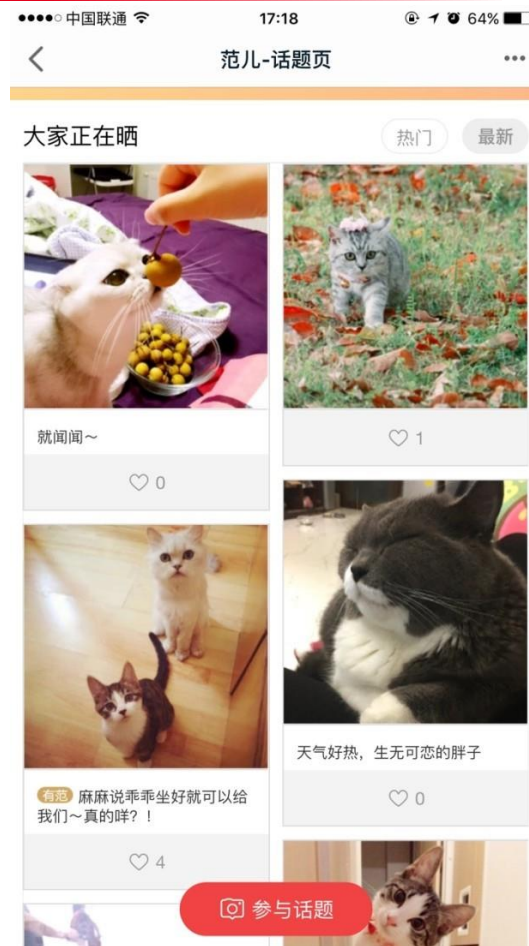 中国联通
17:18
64%
范儿-话题页
大家正在晒
热门
最新
就闻闻～
0
1
有范 麻麻说乖乖坐好就可以给
我们～真的咩？！
4
天气好热，生无可恋的胖子
0
参与话题